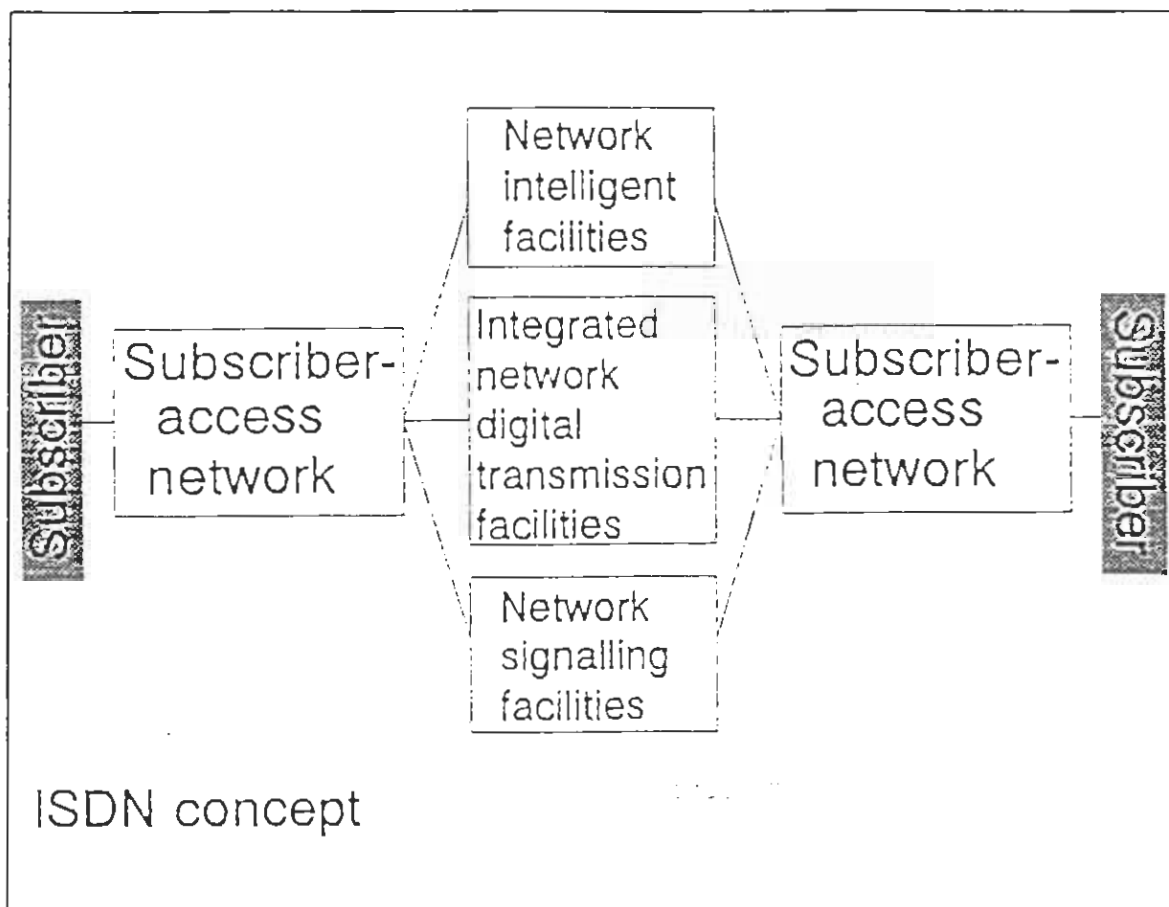 Subscriber
Subscriber-
access
network
Network
intelligent
facilities
Integrated
network
digital
transmission
facilities
Network
signalling
facilities
Subscriber-
access
network
Subscriber
ISDN concept